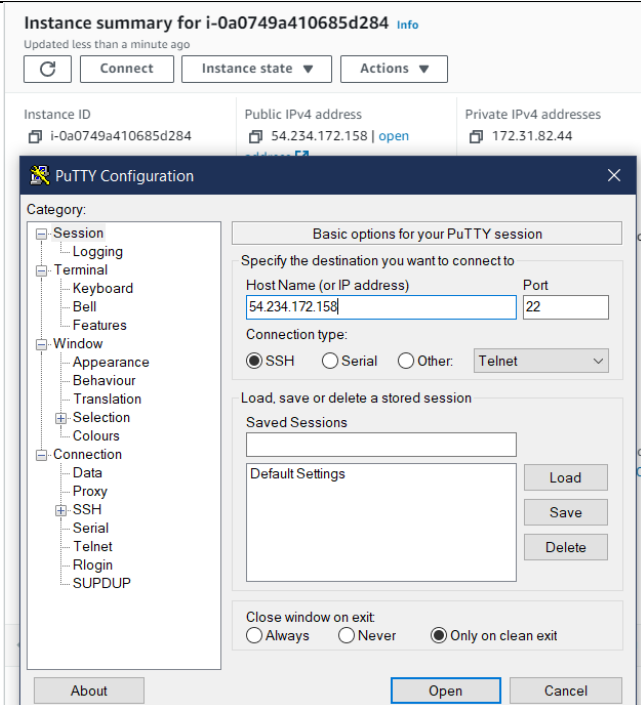 Instance summary for i-0a0749a410685d284 Info
Updated less than a minute ago
Connect Instance state Actions
Instance ID Public IPv4 address Private IPv4 addresses
i-0a0749a410685d284 54.234.172.158 | open 172.31.82.44
PuTTY Configuration
Category:
Session
Logging
Terminal
Keyboard
Bell
Features
Window
Appearance
Behaviour
Translation
Selection
Colours
Connection
Data
Proxy
SSH
Serial
Telnet
Rlogin
SUPDUP
Basic options for your PuTTY session
Specify the destination you want to connect to
Host Name (or IP address) Port
54.234.172.158 22
Connection type:
SSH Serial Other: Telnet
Load, save or delete a stored session
Saved Sessions
Default Settings
Load
Save
Delete
Close window on exit:
Always Never Only on clean exit
About Open Cancel